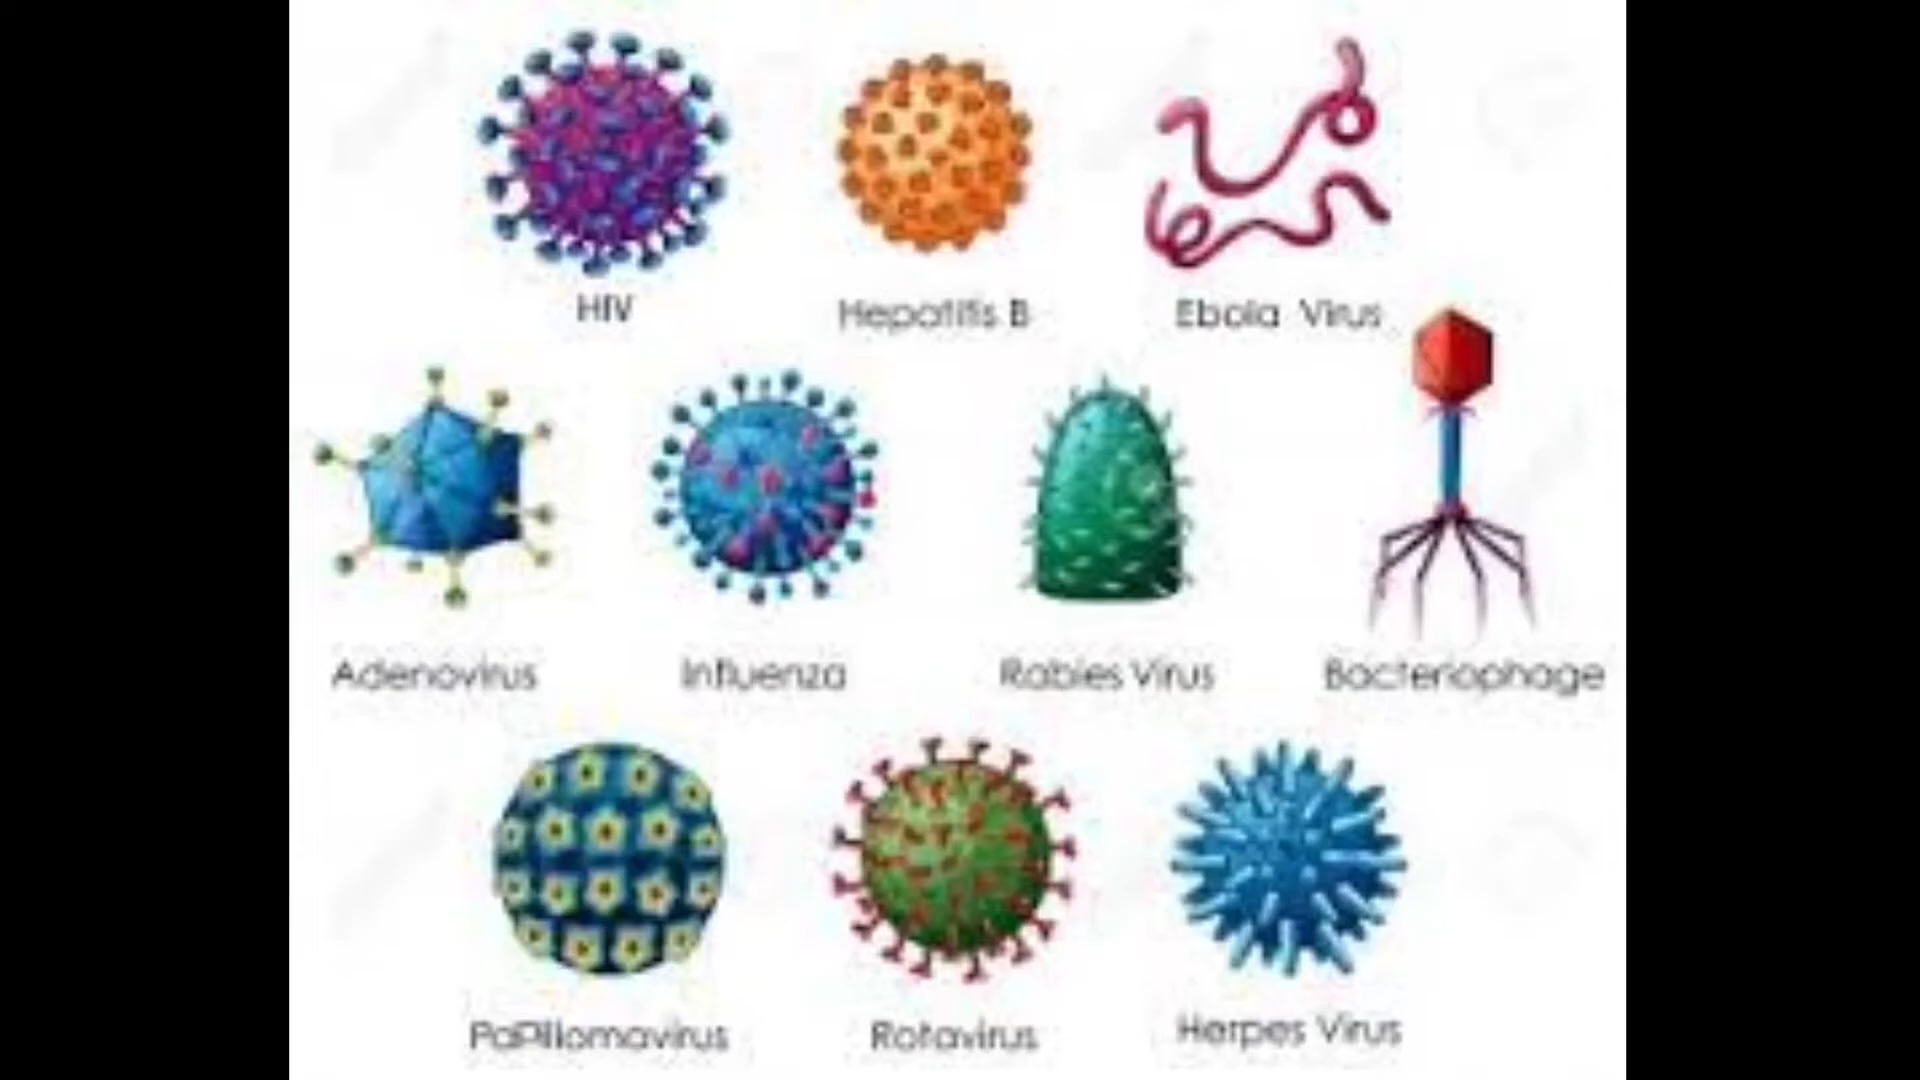 HIV
Hepatitis B
Ebola Virus
Adenovirus
Influenza
Rabies Virus
Bacteriophage
PaPillomavirus
Rotavirus
Herpes Virus